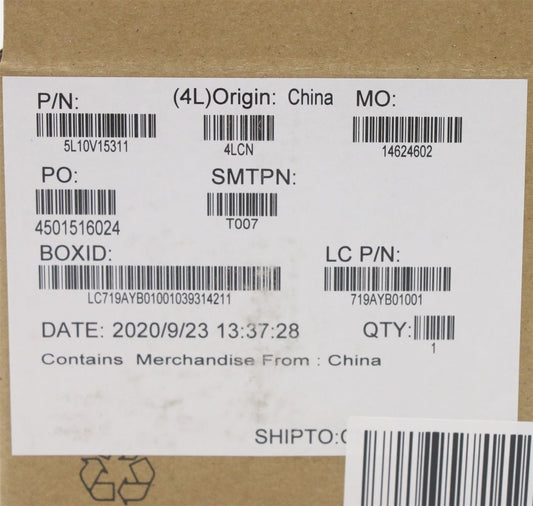 P/N: (4L)Origin: China MO:
5L10V15311 4LCN 14624602
PO: SMTPN:
4501516024 T007
BOXID: LC P/N:
LC719AYB01001039314211 719AYB01001
DATE: 2020/9/23 13:37:28 QTY:
1
Contains Merchandise From : China
SHIPTO: